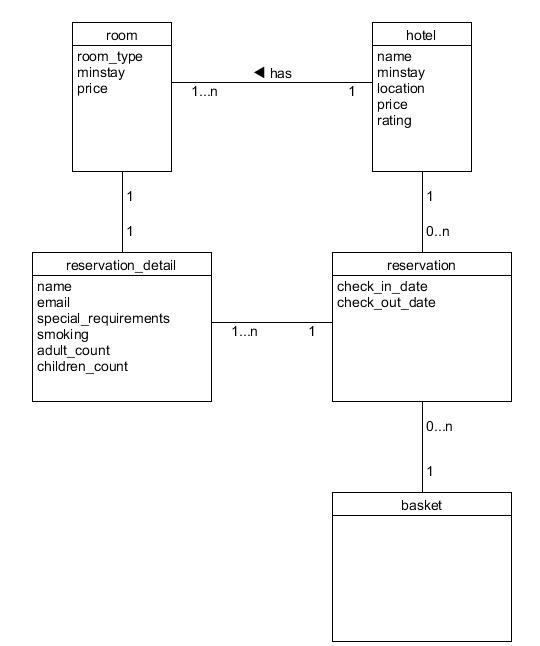 room
room_type
minstay
price
hotel
name
minstay
location
price
rating
◄ has
1...n
1
1
1
1
0..n
reservation_detail
name
email
special_requirements
smoking
adult_count
children_count
reservation
check_in_date
check_out_date
1...n
1
0...n
1
basket